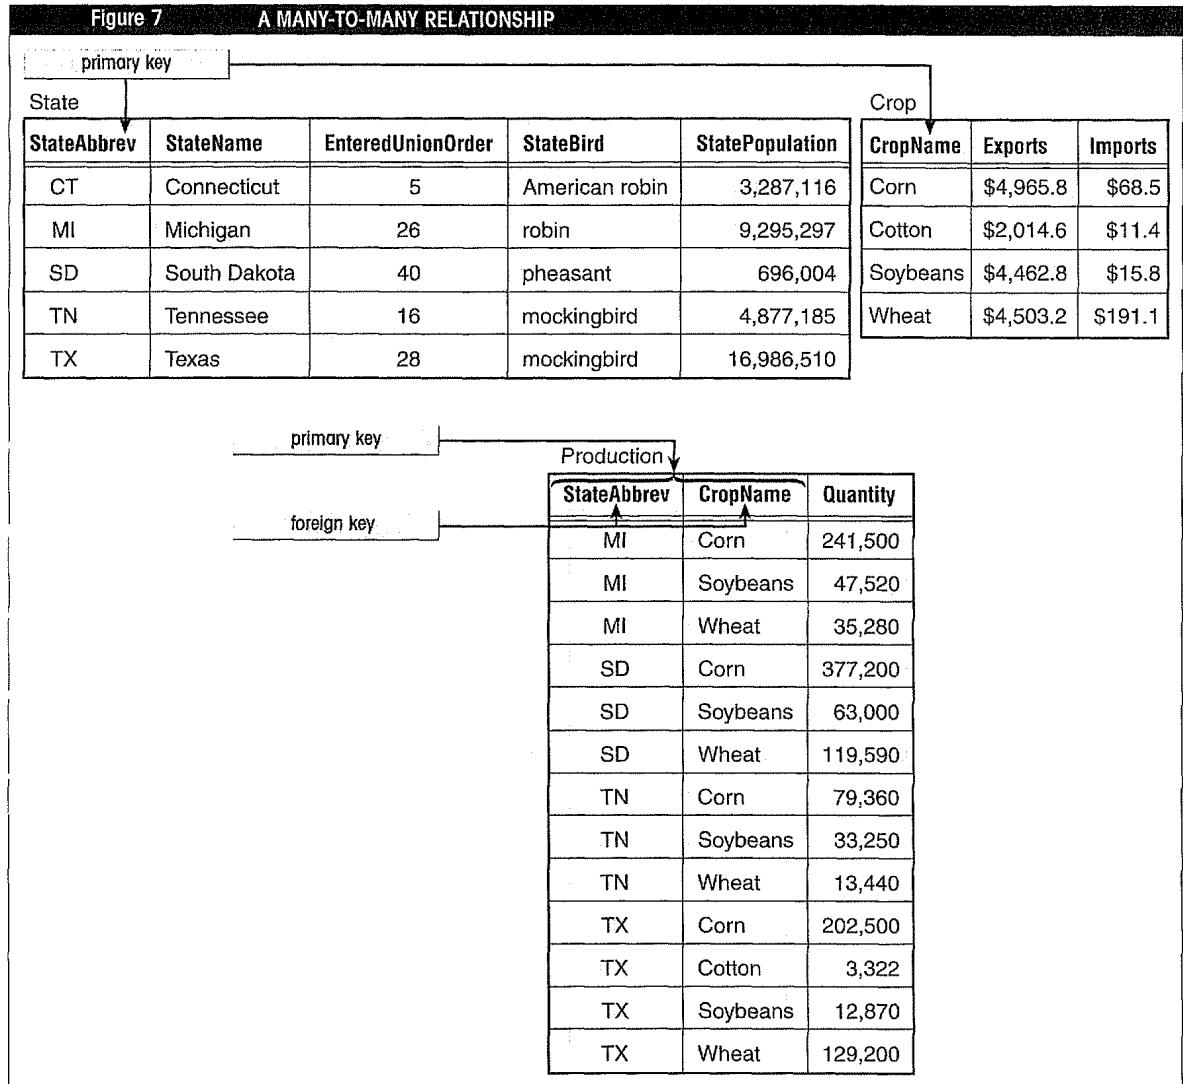 Figure 7 A MANY-TO-MANY RELATIONSHIP
primary key
State
StateAbbrev StateName EnteredUnionOrder StateBird StatePopulation
CT Connecticut 5 American robin 3,287,116
MI Michigan 26 robin 9,295,297
SD South Dakota 40 pheasant 696,004
TN Tennessee 16 mockingbird 4,877,185
TX Texas 28 mockingbird 16,986,510
Crop
CropName Exports Imports
Corn $4,965.8 $68.5
Cotton $2,014.6 $11.4
Soybeans $4,462.8 $15.8
Wheat $4,503.2 $191.1
primary key
foreign key
Production
StateAbbrev CropName Quantity
MI Corn 241,500
MI Soybeans 47,520
MI Wheat 35,280
SD Corn 377,200
SD Soybeans 63,000
SD Wheat 119,590
TN Corn 79,360
TN Soybeans 33,250
TN Wheat 13,440
TX Corn 202,500
TX Cotton 3,322
TX Soybeans 12,870
TX Wheat 129,200